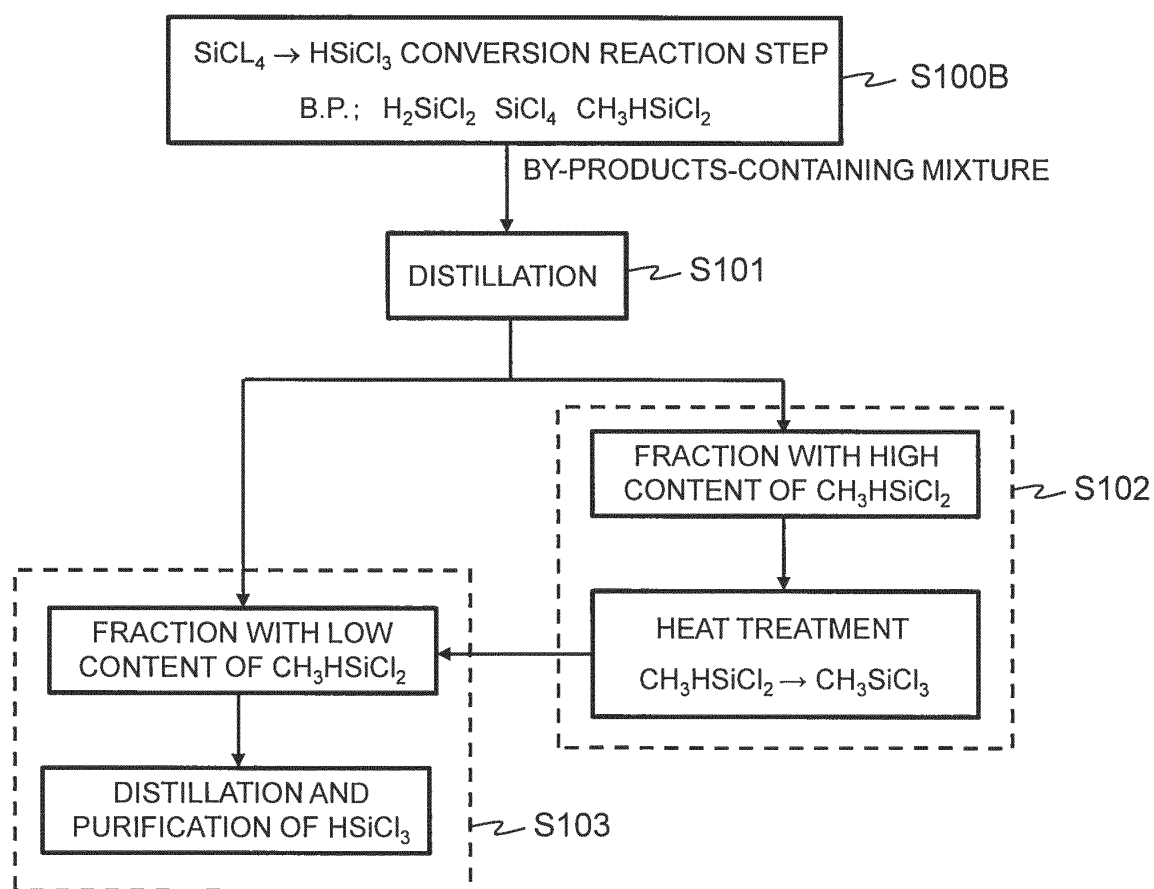 SiCL₄ → HSiCl₃ CONVERSION REACTION STEP
B.P.; H₂SiCl₂ SiCl₄ CH₃HSiCl₂
S100B
BY-PRODUCTS-CONTAINING MIXTURE
DISTILLATION
S101
FRACTION WITH HIGH
CONTENT OF CH₃HSiCl₂
S102
HEAT TREATMENT
CH₃HSiCl₂ → CH₃SiCl₃
FRACTION WITH LOW
CONTENT OF CH₃HSiCl₂
DISTILLATION AND
PURIFICATION OF HSiCl₃
S103